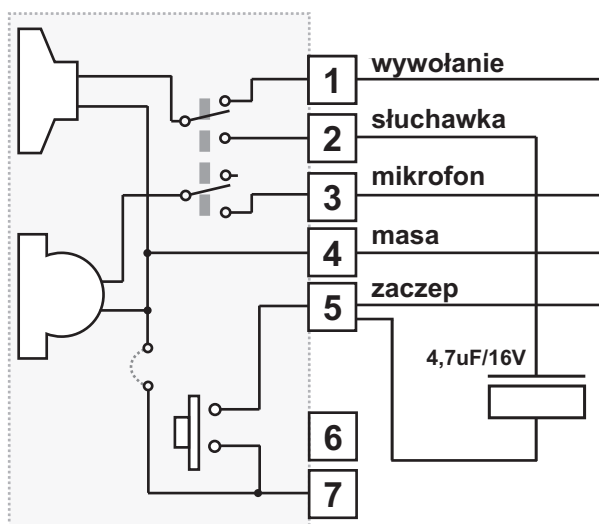 1 wywołanie
2 słuchawka
3 mikrofon
4 masa
5 zaczep
4,7uF/16V
6
7